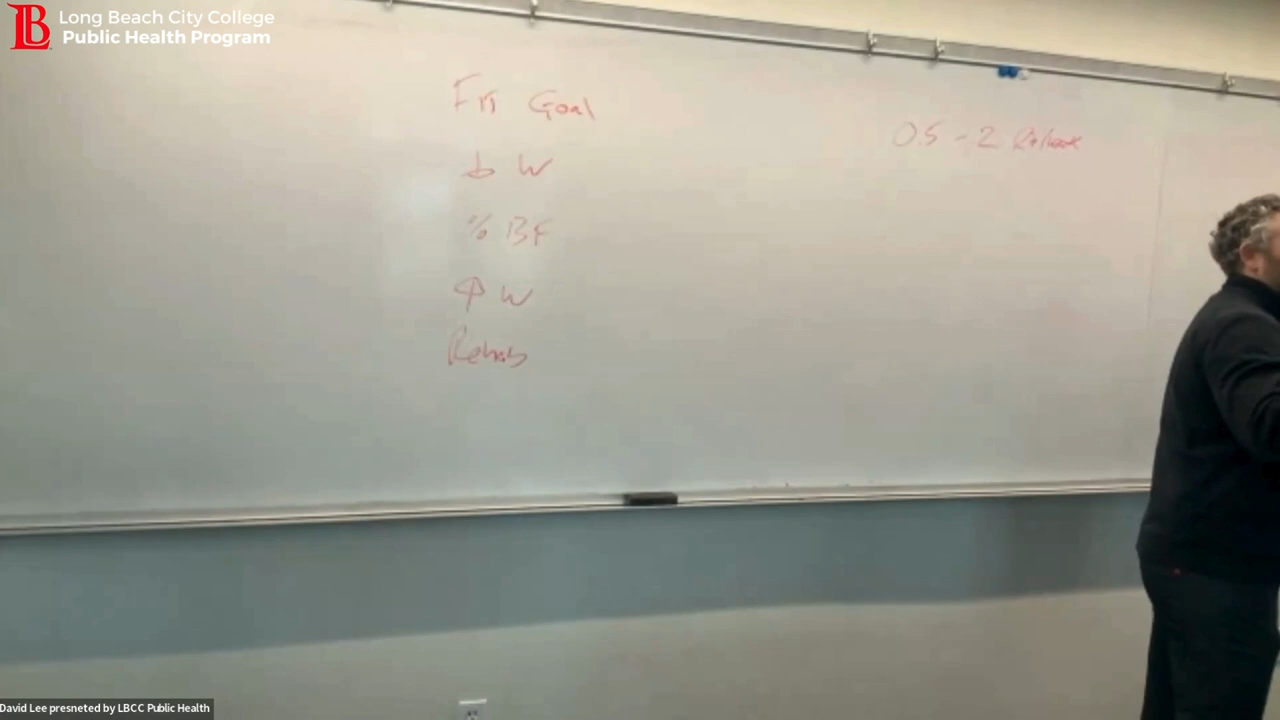 Long Beach City College
Public Health Program
Fit Goal
↓ W
% BF
↑ W
Rehab
0.5 - 2
David Lee presneted by LBCC Public Health